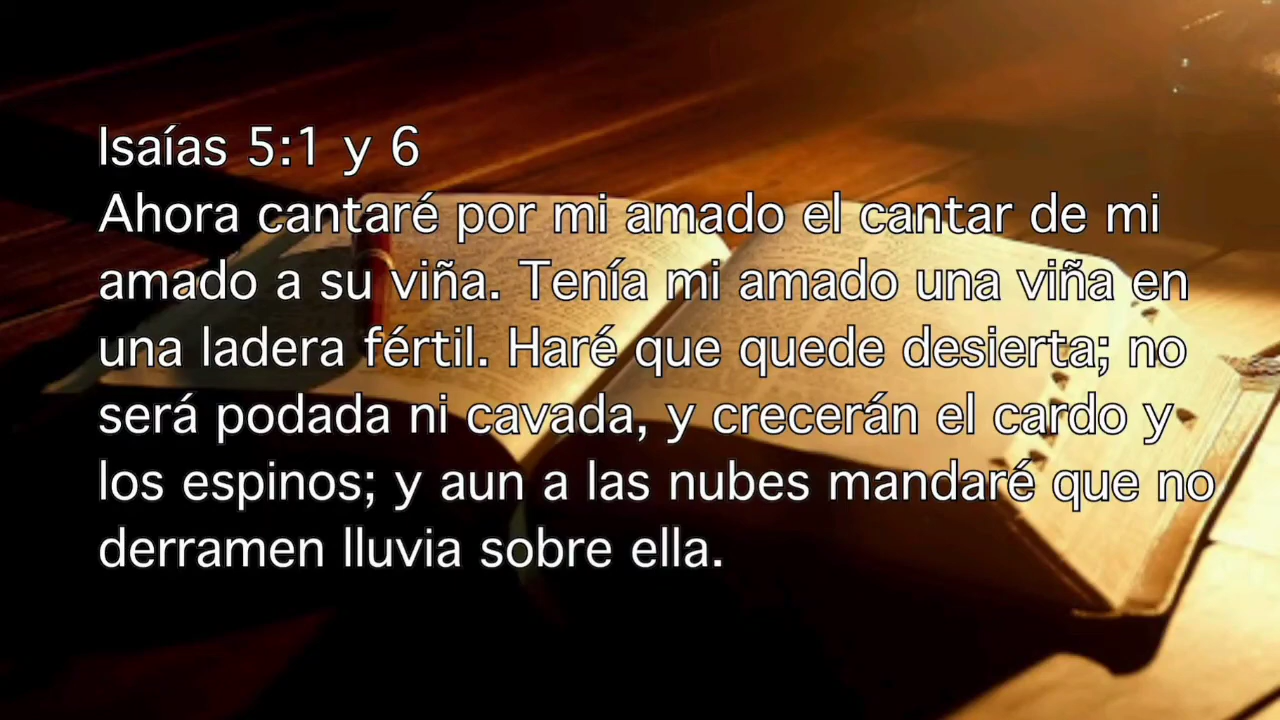 Isaías 5:1 y 6
Ahora cantaré por mi amado el cantar de mi
amado a su viña. Tenía mi amado una viña en
una ladera fértil. Haré que quede desierta; no
será podada ni cavada, y crecerán el cardo y
los espinos; y aun a las nubes mandaré que no
derramen lluvia sobre ella.